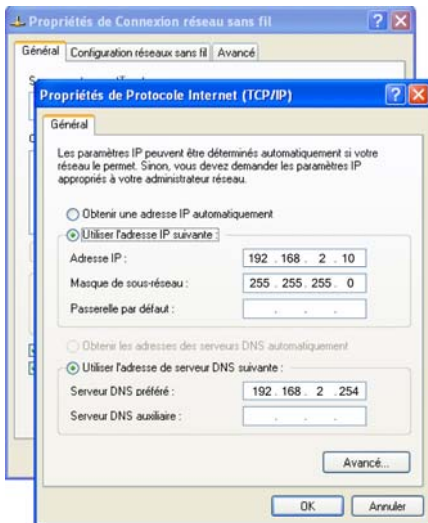 Propriétés de Connexion réseau sans fil
Général Configuration réseaux sans fil Avancé
Propriétés de Protocole Internet (TCP/IP)
Général
Les paramètres IP peuvent être déterminés automatiquement si votre
réseau le permet. Sinon, vous devez demander les paramètres IP
appropriés à votre administrateur réseau.
Obtenir une adresse IP automatiquement
Utiliser l'adresse IP suivante :
Adresse IP : 192 . 168 . 2 . 10
Masque de sous-réseau : 255 . 255 . 255 . 0
Passerelle par défaut : . . .
Obtenir les adresses des serveurs DNS automatiquement
Utiliser l'adresse de serveur DNS suivante :
Serveur DNS préféré : 192 . 168 . 2 . 254
Serveur DNS auxiliaire : . . .
Avancé...
OK Annuler